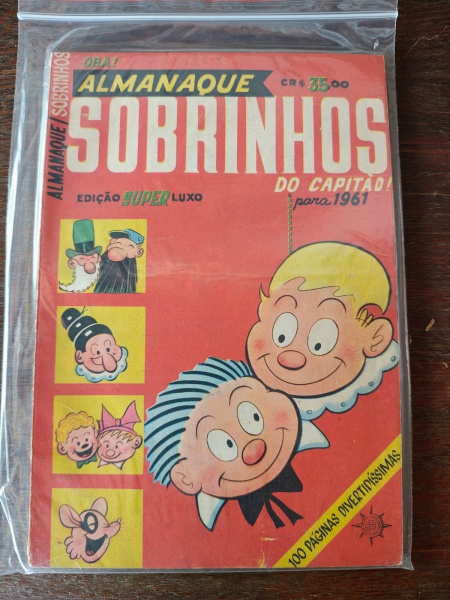 OBA!
ALMANAQUE
CR$ 35,00
SOBRINHOS
DO CAPITÃO!
EDIÇÃO SUPER LUXO
para 1961
ALMANAQUE / SOBRINHOS
100 PÁGINAS DIVERTIDÍSSIMAS